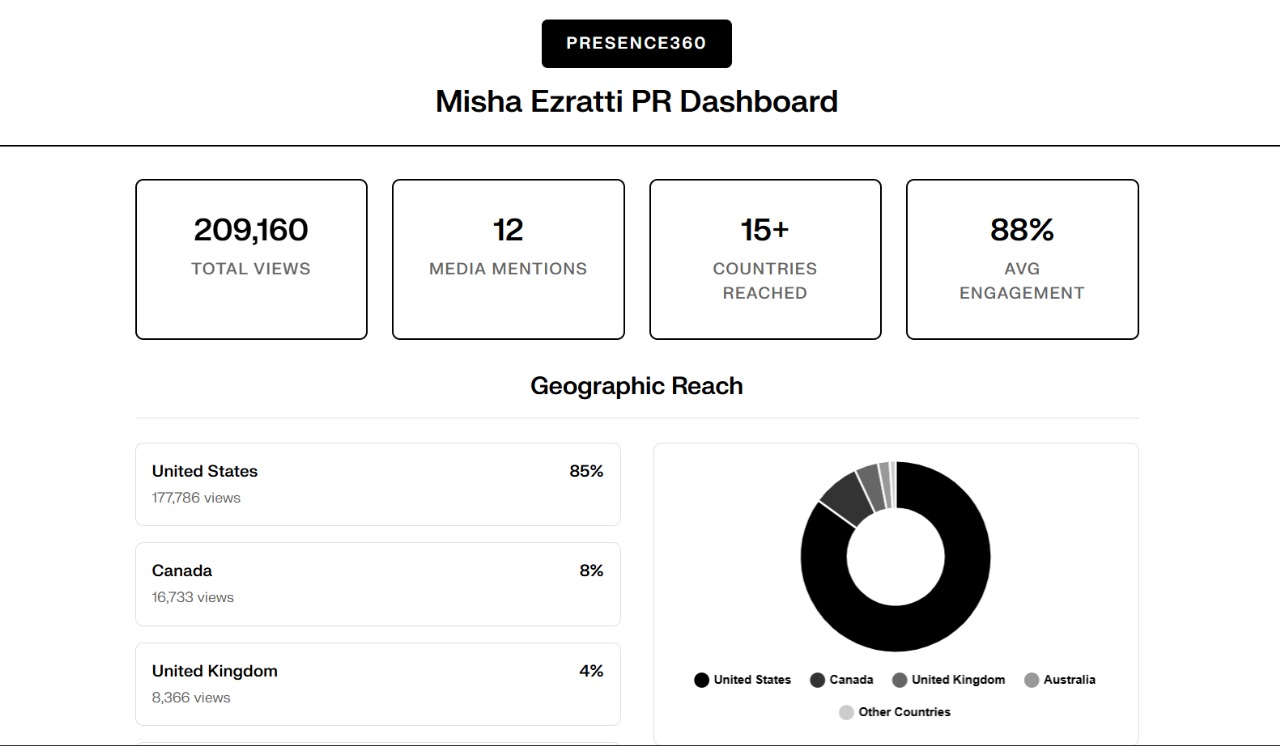 PRESENCE360
Misha Ezratti PR Dashboard
209,160
TOTAL VIEWS
12
MEDIA MENTIONS
15+
COUNTRIES
REACHED
88%
AVG
ENGAGEMENT
Geographic Reach
United States 85%
177,786 views
Canada 8%
16,733 views
United Kingdom 4%
8,366 views
United States Canada United Kingdom Australia
Other Countries